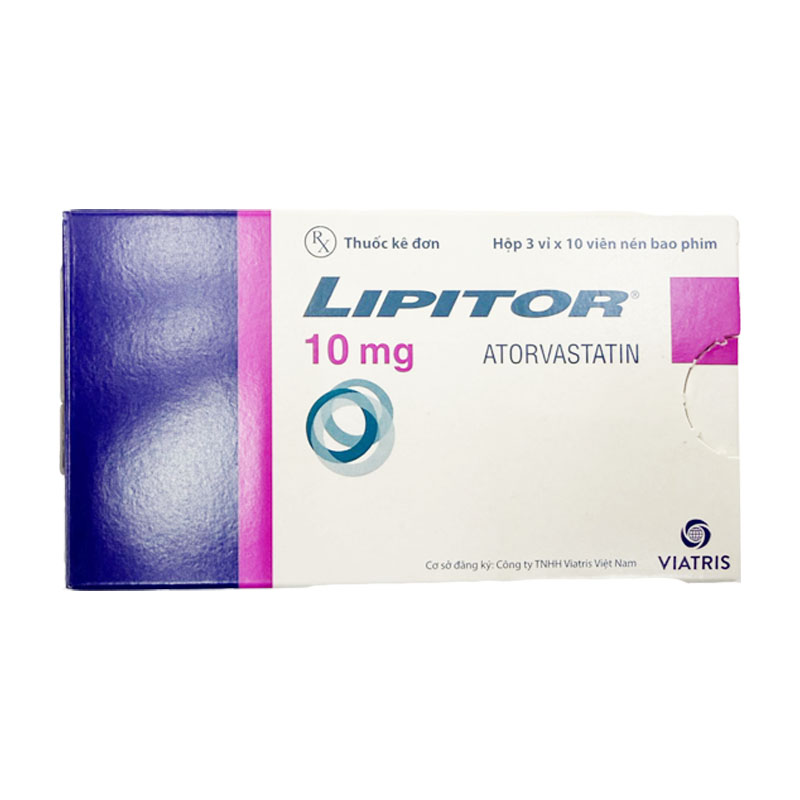 RX Thuốc kê đơn
Hộp 3 vỉ x 10 viên nén bao phim
LIPITOR®
10 mg
ATORVASTATIN
Cơ sở đăng ký: Công ty TNHH Viatris Việt Nam
VIATRIS